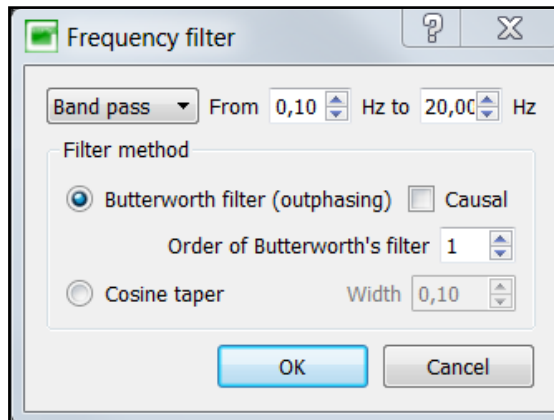 Frequency filter
Band pass From 0,10 Hz to 20,00 Hz
Filter method
Butterworth filter (outphasing) Causal
Order of Butterworth's filter 1
Cosine taper Width 0,10
OK Cancel